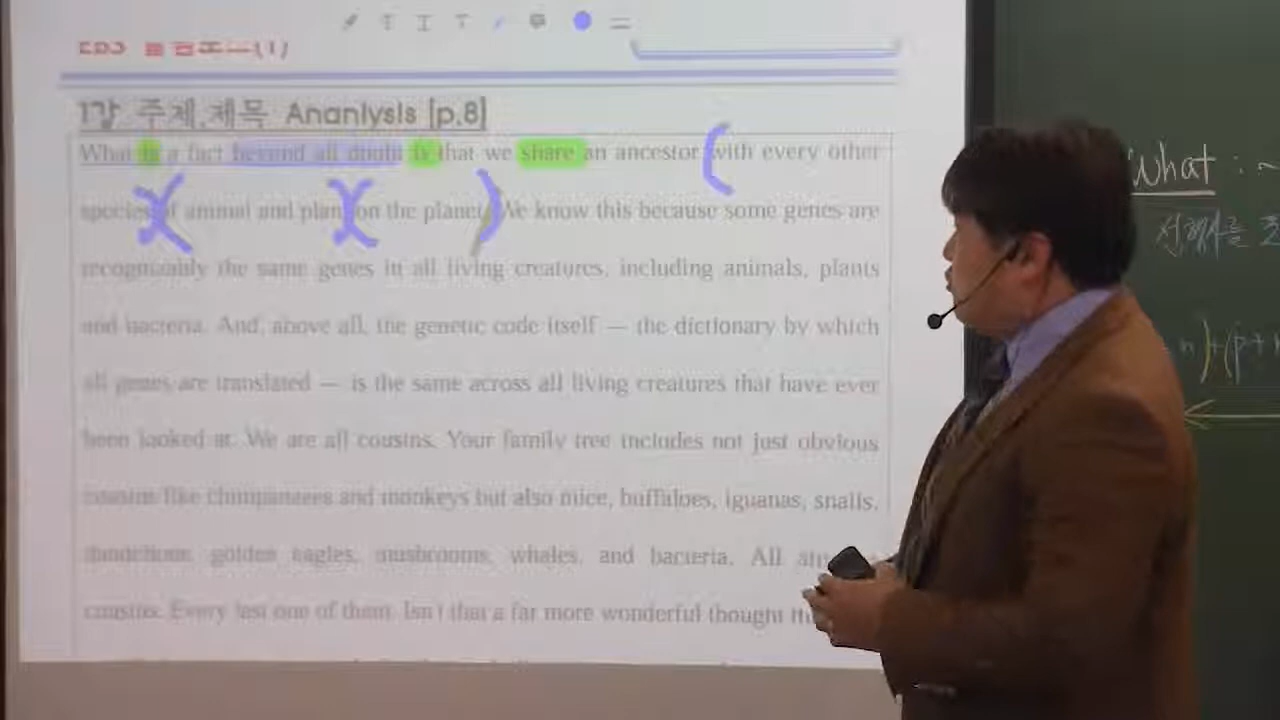 1강 주제,제목 Ananlysis [p.8]
What is a fact beyond all doubt is that we share an ancestor with every other
species of animal and plant on the planet. We know this because some genes are
recognizably the same genes in all living creatures, including animals, plants
and bacteria. And, above all, the genetic code itself — the dictionary by which
all genes are translated — is the same across all living creatures that have ever
been looked at. We are all cousins. Your family tree includes not just obvious
cousins like chimpanzees and monkeys but also mice, buffaloes, iguanas, snails,
dandelions, golden eagles, mushrooms, whales, and bacteria. All are
cousins. Every last one of them. Isn't that a far more wonderful thought
What : ~
선행사를
n)+(p+n